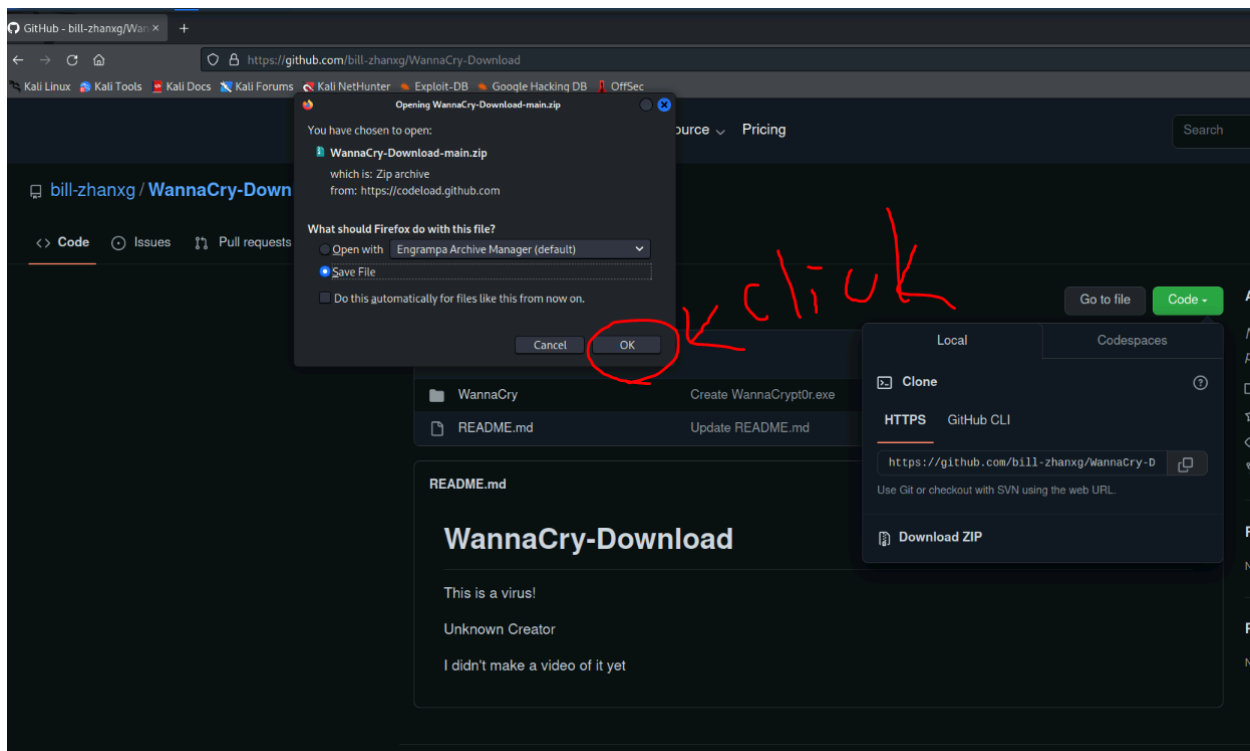 GitHub - bill-zhanxg/Wan
https://github.com/bill-zhanxg/WannaCry-Download
Kali Linux Kali Tools Kali Docs Kali Forums Kali NetHunter Exploit-DB Google Hacking DB OffSec
Opening WannaCry-Download-main.zip
You have chosen to open:
WannaCry-Download-main.zip
which is: Zip archive
from: https://codeload.github.com
What should Firefox do with this file?
Open with Engrampa Archive Manager (default)
Save File
Do this automatically for files like this from now on.
Cancel OK
click
ource Pricing
Search
bill-zhanxg / WannaCry-Down
Code Issues Pull requests
Go to file Code
Local Codespaces
Clone
HTTPS GitHub CLI
https://github.com/bill-zhanxg/WannaCry-D
Use Git or checkout with SVN using the web URL.
Download ZIP
WannaCry Create WannaCrypt0r.exe
README.md Update README.md
README.md
WannaCry-Download
This is a virus!
Unknown Creator
I didn't make a video of it yet